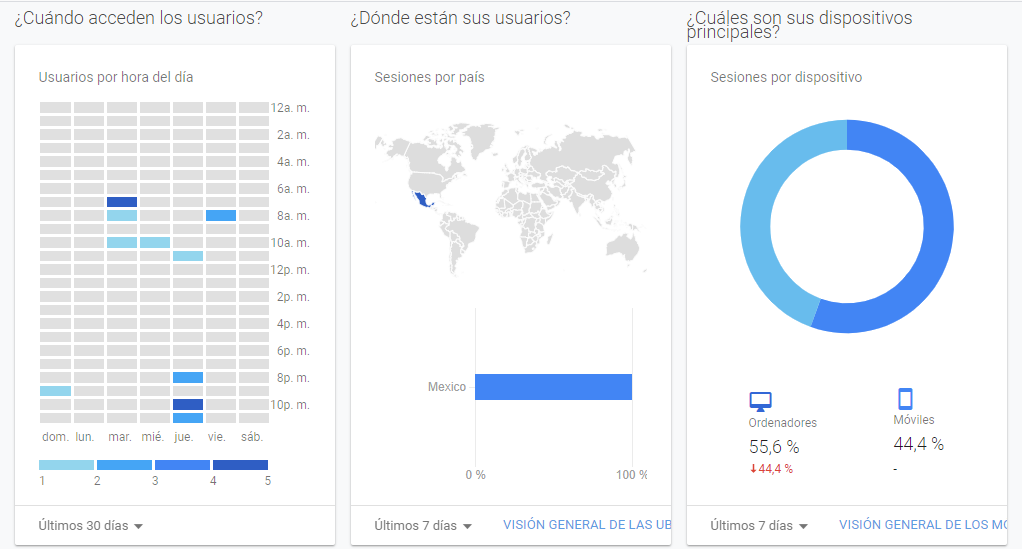 ¿Cuándo acceden los usuarios?
Usuarios por hora del día
12a. m.
2a. m.
4a. m.
6a. m.
8a. m.
10a. m.
12p. m.
2p. m.
4p. m.
6p. m.
8p. m.
10p. m.
dom. lun. mar. mié. jue. vie. sáb.
1 2 3 4 5
Últimos 30 días
¿Dónde están sus usuarios?
Sesiones por país
Mexico
0 % 100 %
Últimos 7 días VISIÓN GENERAL DE LAS UB
¿Cuáles son sus dispositivos
principales?
Sesiones por dispositivo
Ordenadores
55,6 %
44,4 %
Móviles
44,4 %
-
Últimos 7 días VISIÓN GENERAL DE LOS MO